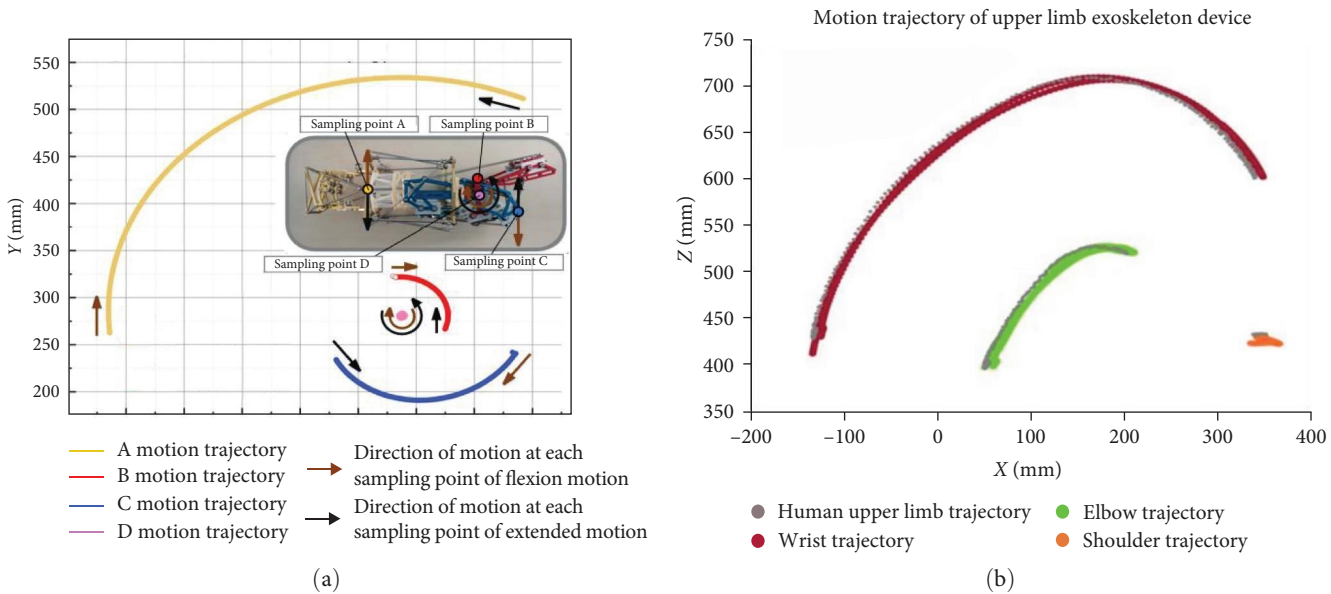 550
500
450
400
350
300
250
200
Y (mm)
Sampling point A
Sampling point B
Sampling point D
Sampling point C
A motion trajectory
B motion trajectory
C motion trajectory
D motion trajectory
Direction of motion at each
sampling point of flexion motion
Direction of motion at each
sampling point of extended motion
(a)
Motion trajectory of upper limb exoskeleton device
750
700
650
600
550
500
450
400
350
Z (mm)
–200 –100 0 100 200 300 400
X (mm)
Human upper limb trajectory
Wrist trajectory
Elbow trajectory
Shoulder trajectory
(b)